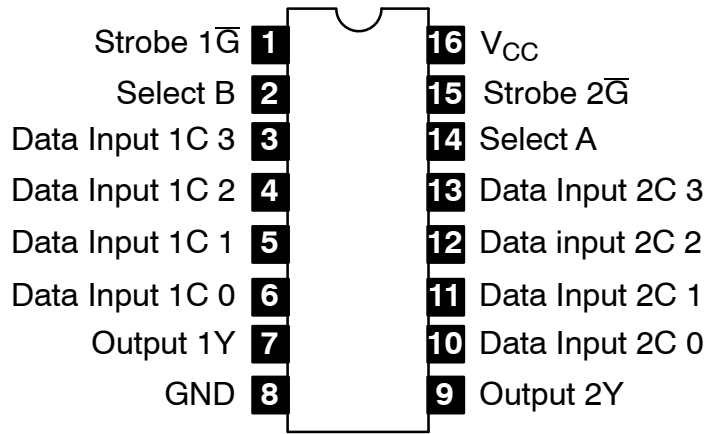 Strobe 1G̅ 1 16 VCC
Select B 2 15 Strobe 2G̅
Data Input 1C 3 3 14 Select A
Data Input 1C 2 4 13 Data Input 2C 3
Data Input 1C 1 5 12 Data input 2C 2
Data Input 1C 0 6 11 Data Input 2C 1
Output 1Y 7 10 Data Input 2C 0
GND 8 9 Output 2Y